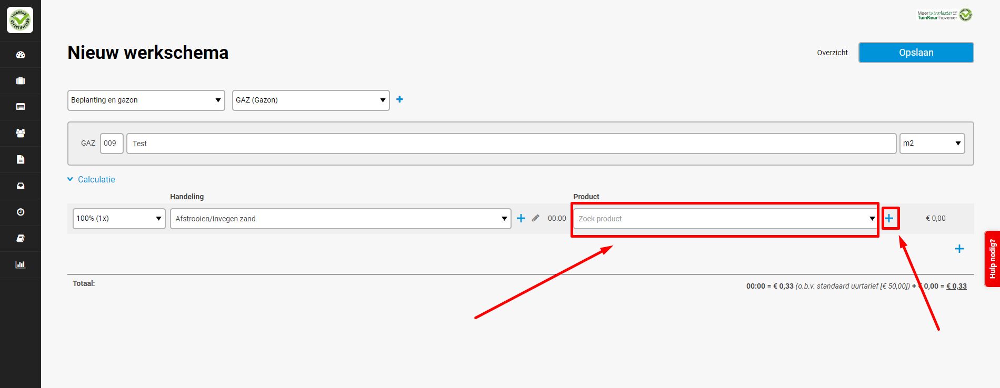 TUINKEUR
GECERTIFICEERD
Meer tuinplezier
TuinKeur-hovenier
Nieuw werkschema
Overzicht
Opslaan
Beplanting en gazon
GAZ (Gazon)
GAZ 009 Test m2
Calculatie
Handeling Product
100% (1x) Afstrooien/invegen zand 00:00 Zoek product € 0,00
Hulp nodig?
Totaal:
00:00 = € 0,33 (o.b.v. standaard uurtarief [€ 50,00]) + € 0,00 = € 0,33